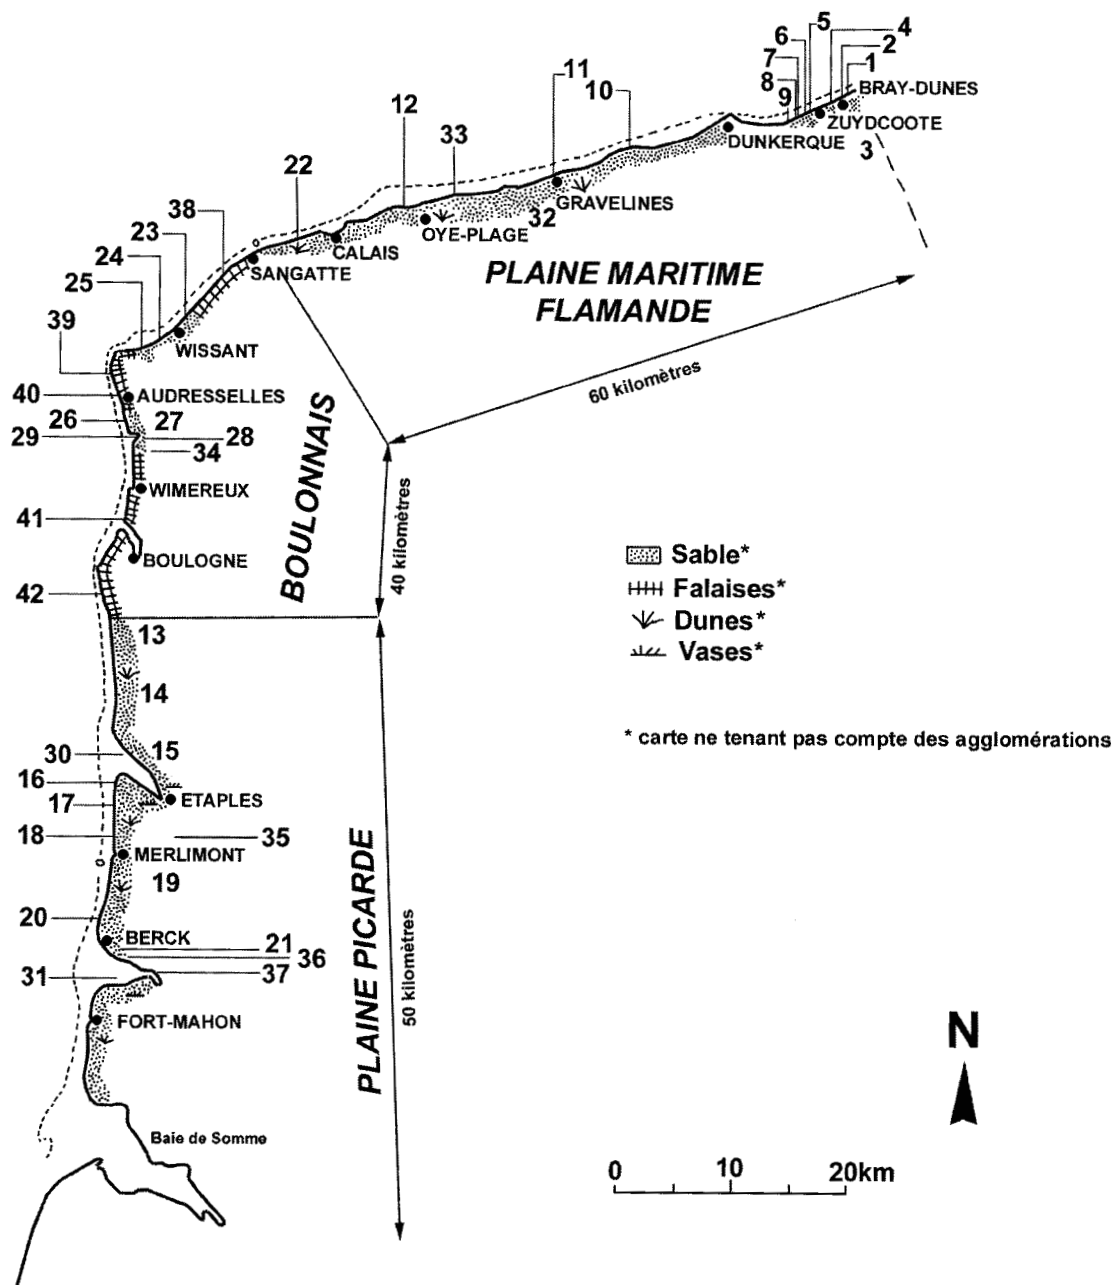 5
4
6
2
7
1
11
8
BRAY-DUNES
10
9
12
ZUYDCOOTE
33
DUNKERQUE
3
22
GRAVELINES
38
32
OYE-PLAGE
23
CALAIS
24
SANGATTE
PLAINE MARITIME
FLAMANDE
25
39
WISSANT
60 kilomètres
40
AUDRESSELLES
26
27
29
28
34
BOULONNAIS
WIMEREUX
41
40 kilomètres
BOULOGNE
Sable*
42
Falaises*
Dunes*
13
Vases*
14
* carte ne tenant pas compte des agglomérations
30
15
16
17
ETAPLES
18
35
MERLIMONT
19
PLAINE PICARDE
20
BERCK
21
36
50 kilomètres
31
37
FORT-MAHON
N
Baie de Somme
0
10
20km